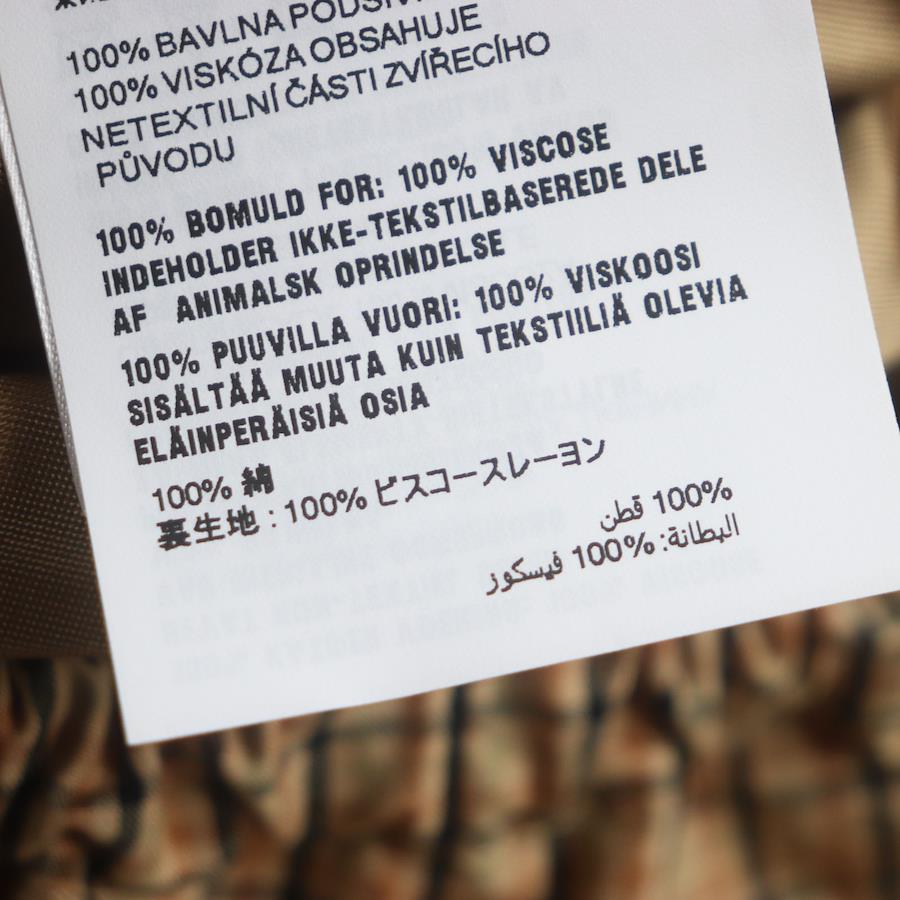 100% BAVLNA
100% VISKÓZA OBSAHUJE
NETEXTILNÍ ČÁSTI ZVÍŘECÍHO
PŮVODU
100% BOMULD FOR: 100% VISCOSE
INDEHOLDER IKKE-TEKSTILBASEREDE DELE
AF ANIMALSK OPRINDELSE
100% PUUVILLA VUORI: 100% VISKOOSI
SISÄLTÄÄ MUUTA KUIN TEKSTIILIÄ OLEVIA
ELÄINPERÄISIÄ OSIA
100% 綿
裏生地 : 100% ビスコースレーヨン
100% قطن
البطانة: 100% فيسكوز